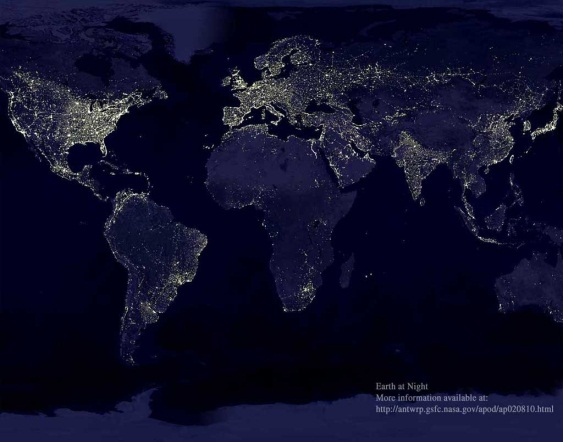 Earth at Night
More information available at:
http://antwrp.gsfc.nasa.gov/apod/ap020810.html